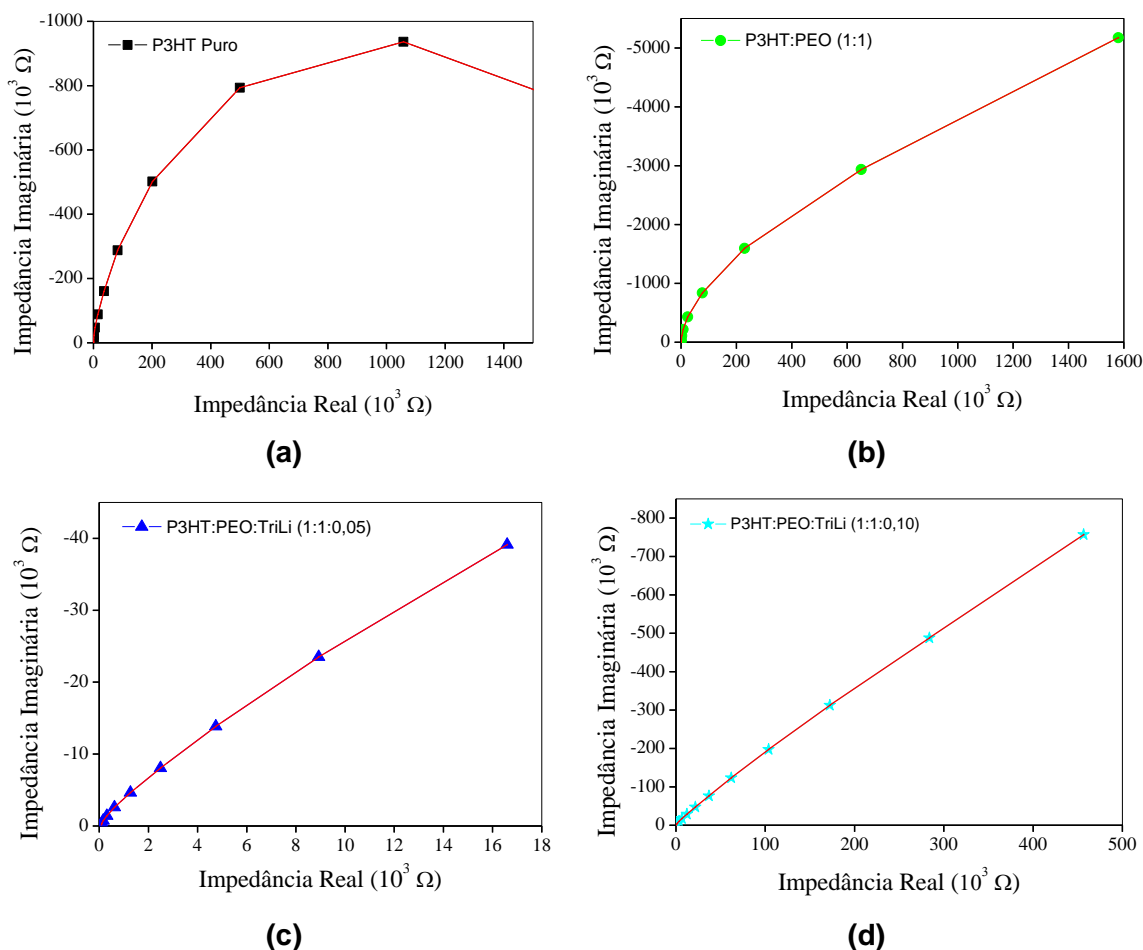 P3HT Puro
Impedância Imaginária (10³ Ω)
-1000
-800
-600
-400
-200
0
0 200 400 600 800 1000 1200 1400
Impedância Real (10³ Ω)
(a)
P3HT:PEO (1:1)
Impedância Imaginária (10³ Ω)
-5000
-4000
-3000
-2000
-1000
0
0 200 400 600 800 1000 1200 1400 1600
Impedância Real (10³ Ω)
(b)
P3HT:PEO:TriLi (1:1:0,05)
Impedância Imaginária (10³ Ω)
-40
-30
-20
-10
0
0 2 4 6 8 10 12 14 16 18
Impedância Real (10³ Ω)
(c)
P3HT:PEO:TriLi (1:1:0,10)
Impedância Imaginária (10³ Ω)
-800
-700
-600
-500
-400
-300
-200
-100
0
0 100 200 300 400 500
Impedância Real (10³ Ω)
(d)